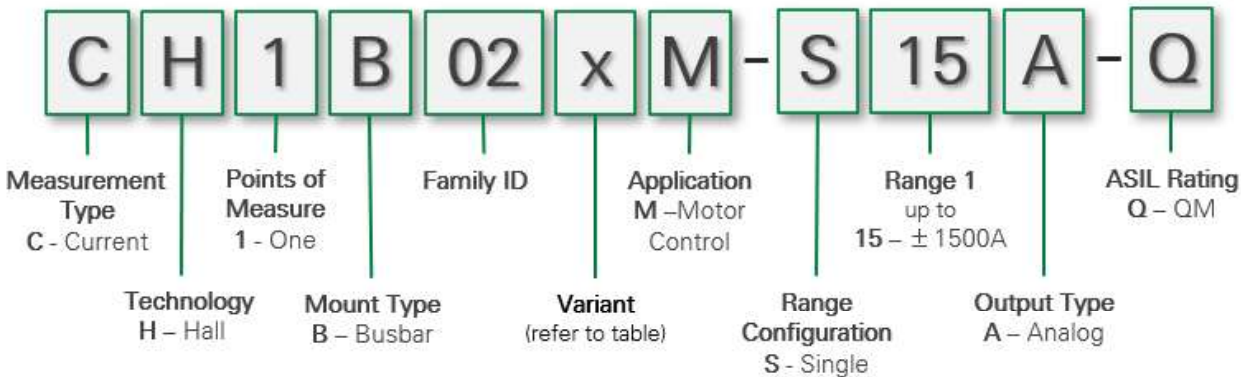 C H 1 B 02 x M - S 15 A - Q
Measurement
Type
C - Current
Points of
Measure
1 - One
Family ID
Application
M –Motor
Control
Range 1
up to
15 – ± 1500A
ASIL Rating
Q – QM
Technology
H – Hall
Mount Type
B – Busbar
Variant
(refer to table)
Range
Configuration
S - Single
Output Type
A – Analog